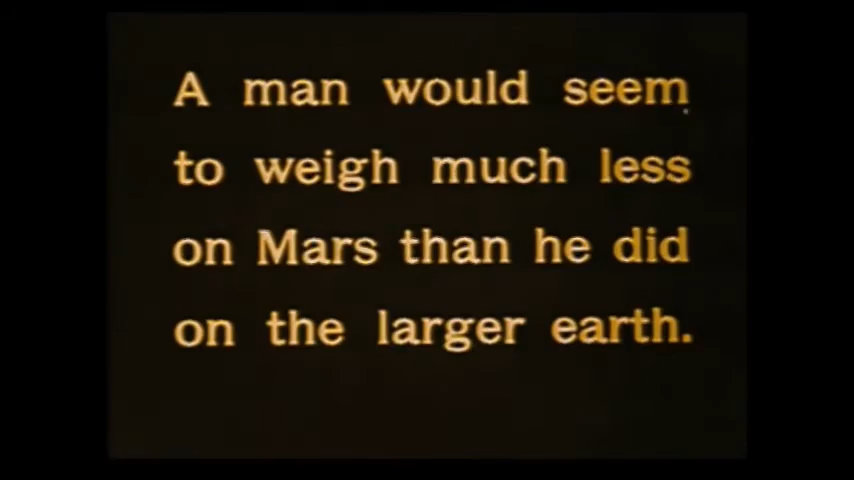 A man would seem
to weigh much less
on Mars than he did
on the larger earth.